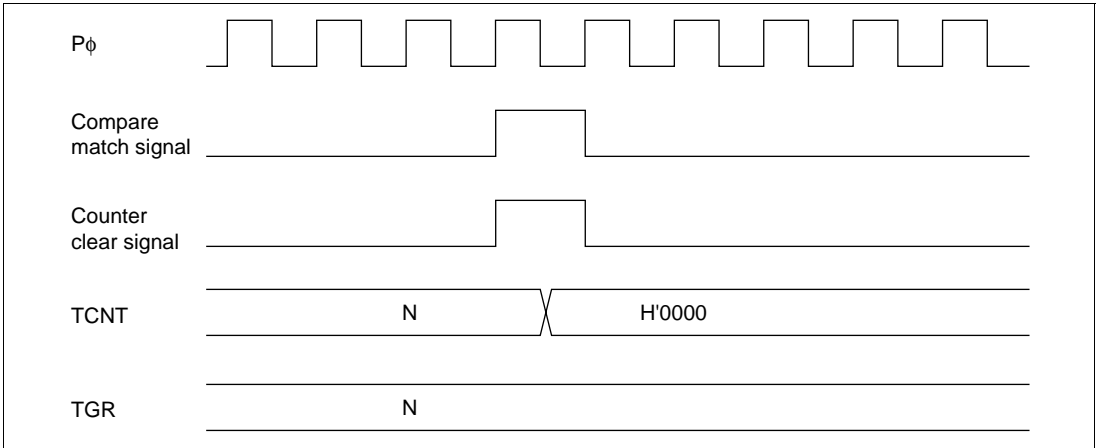 Pφ
Compare
match signal
Counter
clear signal
TCNT
N
H'0000
TGR
N